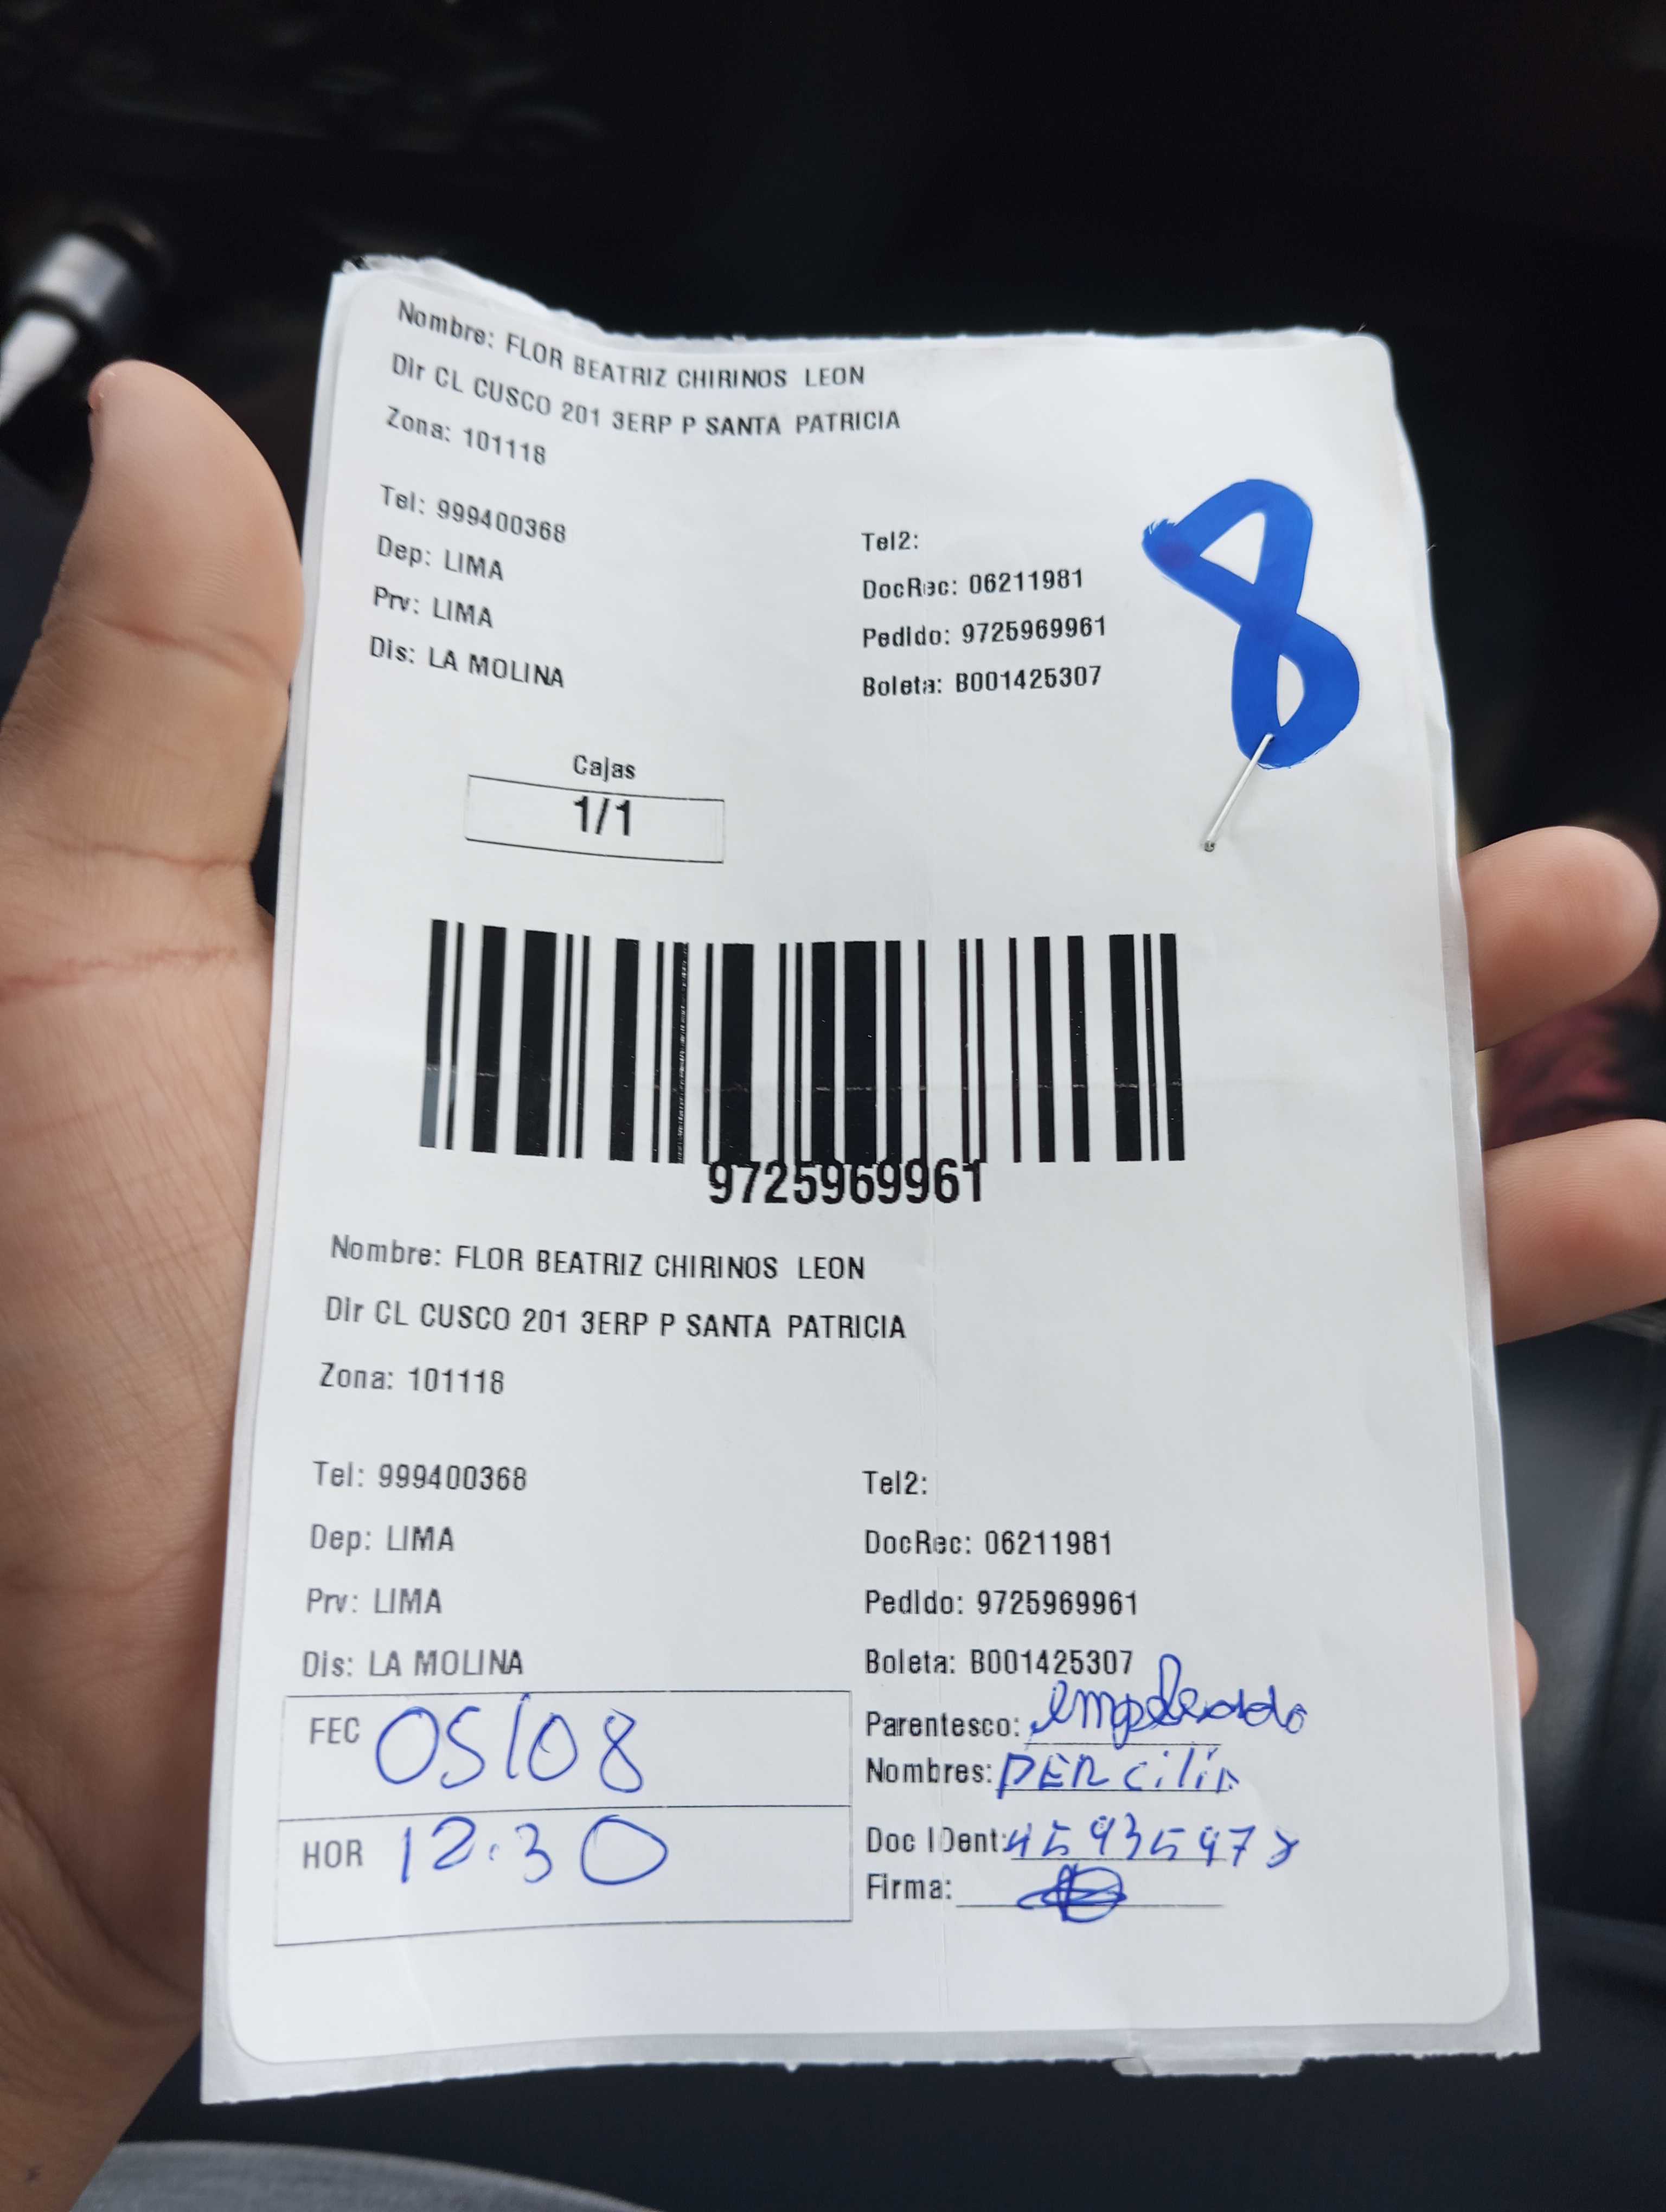 Nombre: FLOR BEATRIZ CHIRINOS LEON
Dir CL CUSCO 201 3ERP P SANTA PATRICIA
Zona: 101118
Tel: 999400368
Tel2:
Dep: LIMA
DocRec: 06211981
Prv: LIMA
Pedido: 9725969961
Dis: LA MOLINA
Boleta: B001425307
8
Cajas
1/1
9725969961
Nombre: FLOR BEATRIZ CHIRINOS LEON
Dir CL CUSCO 201 3ERP P SANTA PATRICIA
Zona: 101118
Tel: 999400368
Tel2:
Dep: LIMA
DocRec: 06211981
Prv: LIMA
Pedido: 9725969961
Dis: LA MOLINA
Boleta: B001425307
FEC 05/08
Parentesco: empleado
Nombres:
HOR 12:30
Doc IDent:
Firma: